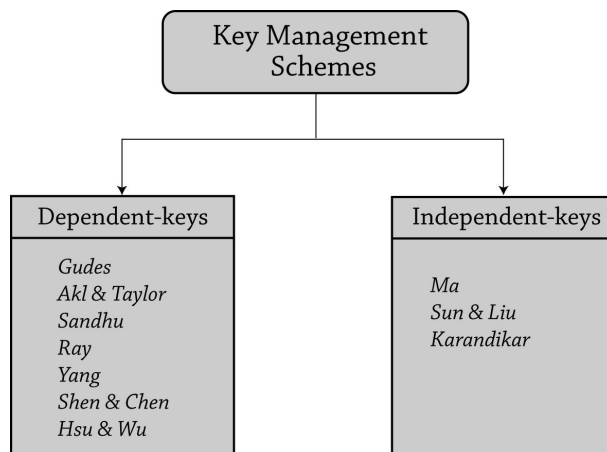 Key Management
Schemes
Dependent-keys
Gudes
Akl & Taylor
Sandhu
Ray
Yang
Shen & Chen
Hsu & Wu
Independent-keys
Ma
Sun & Liu
Karandikar